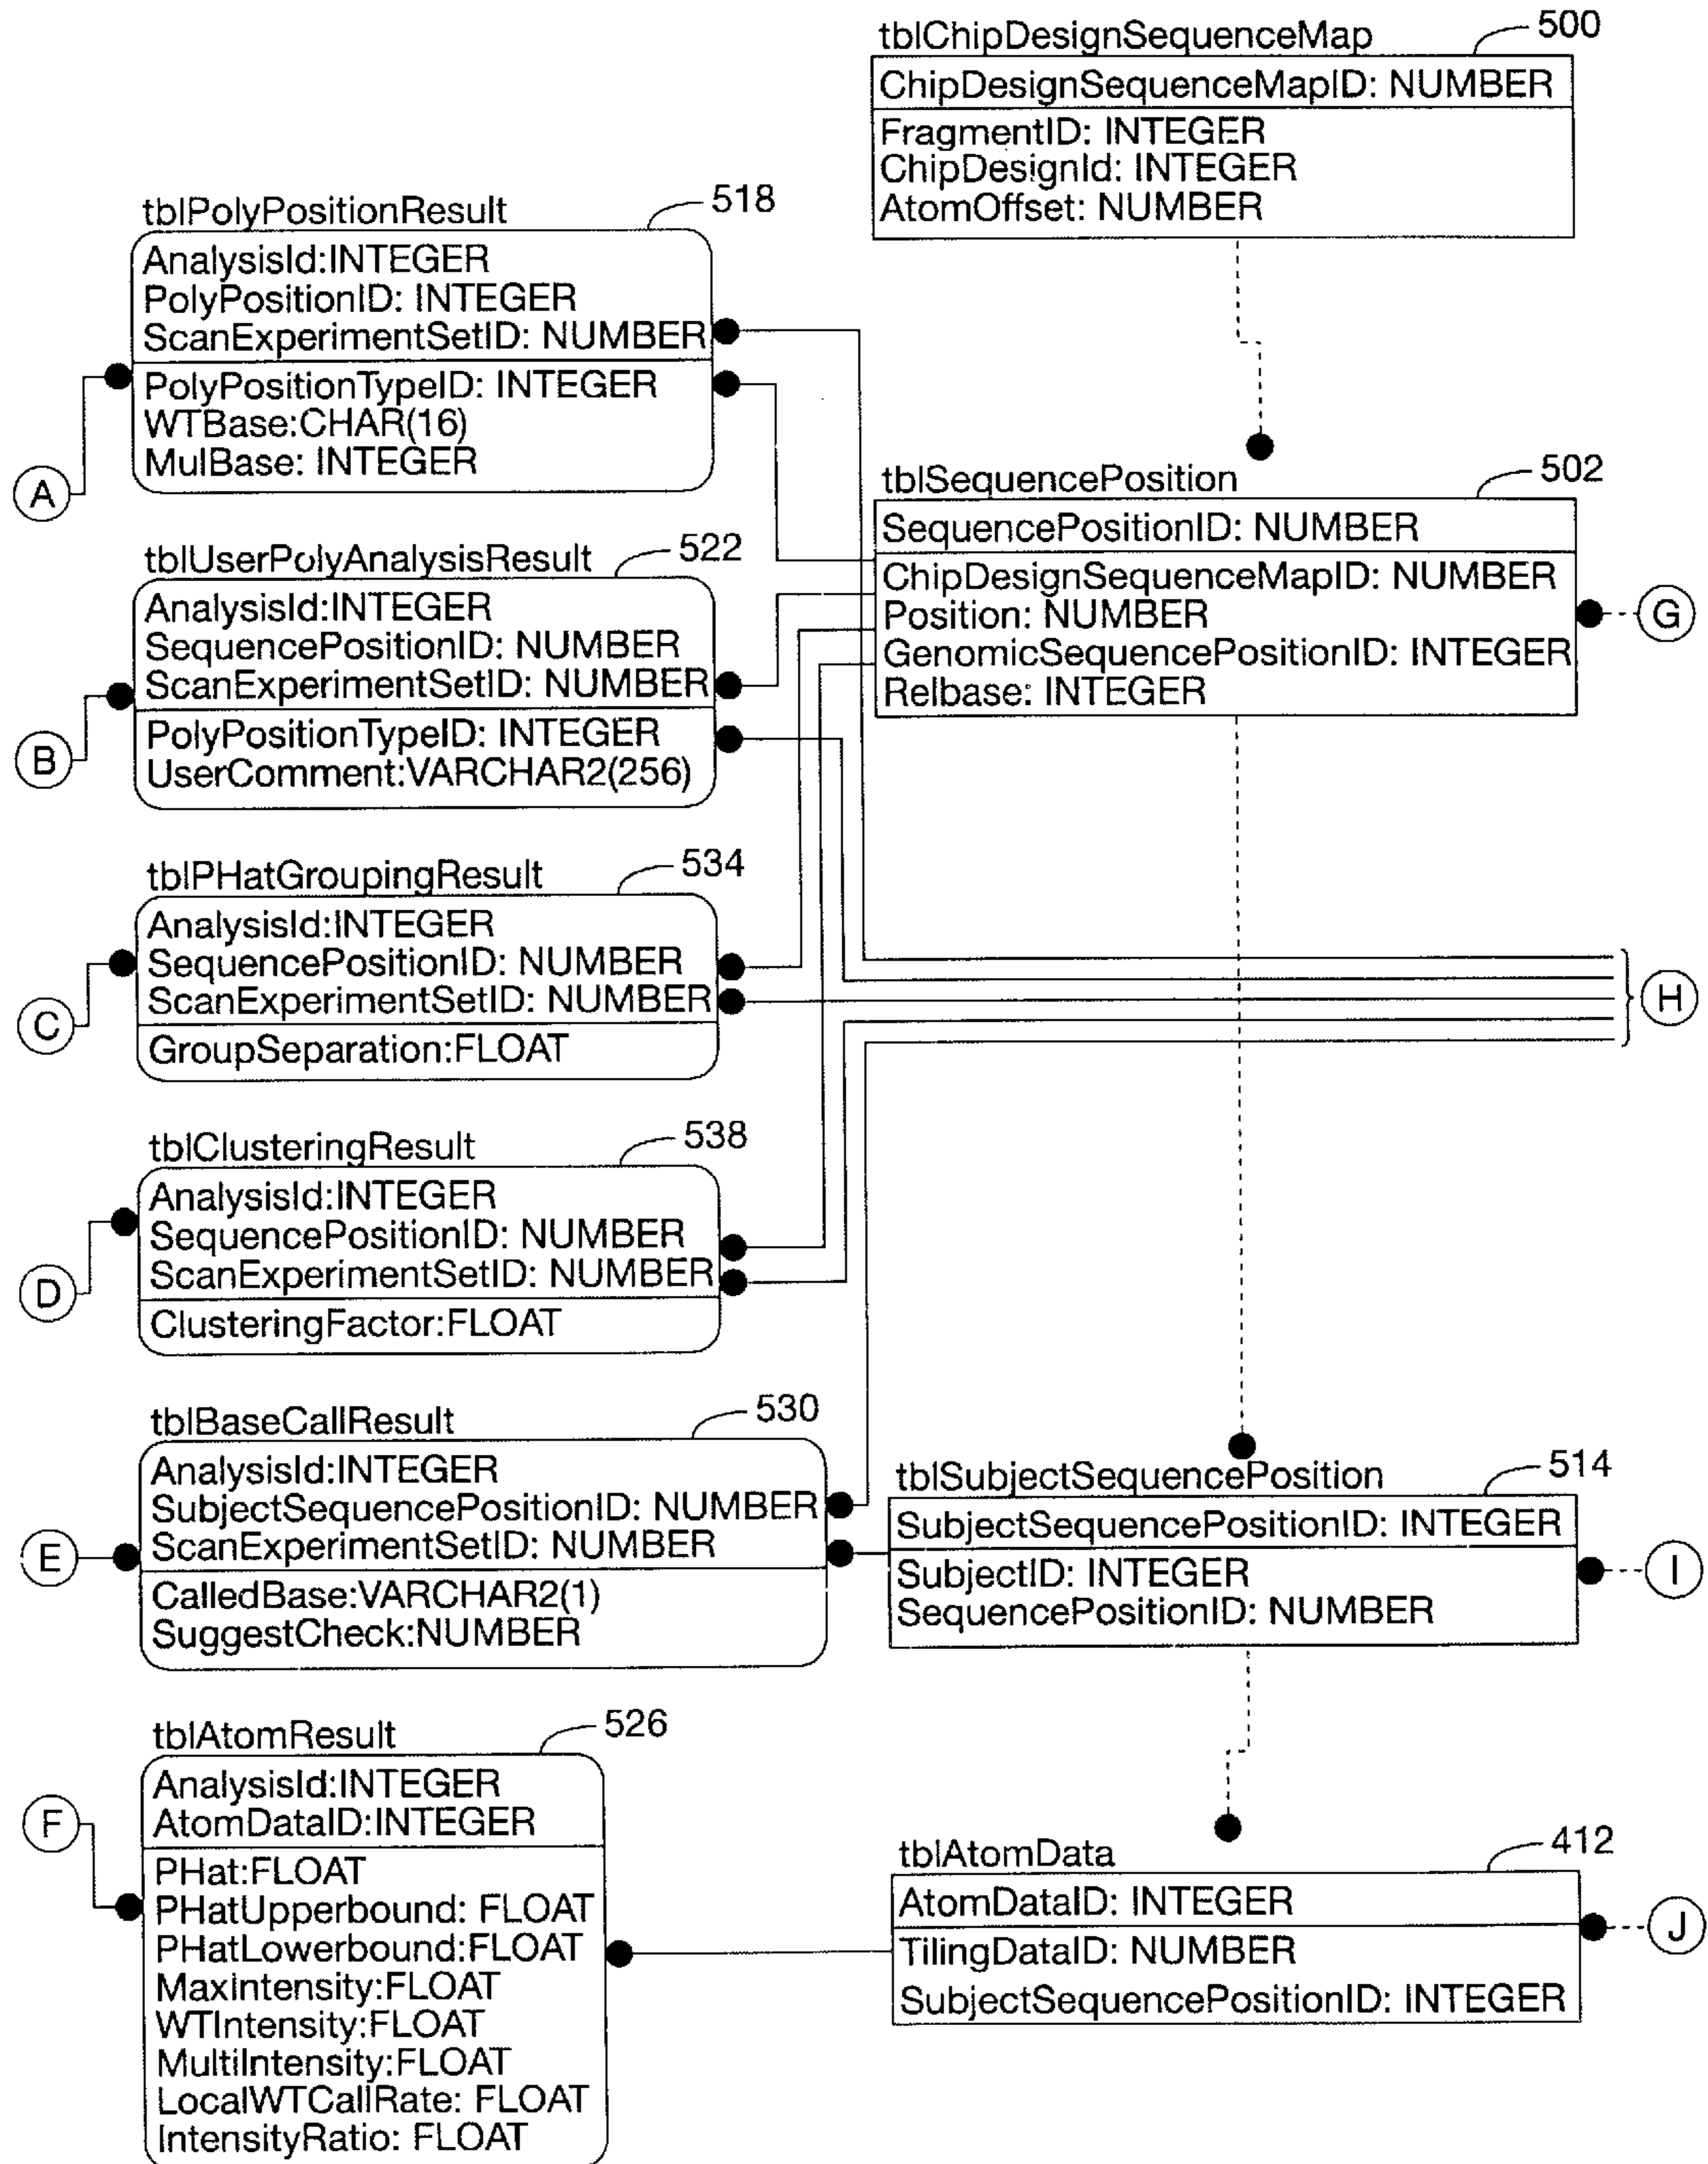 tblChipDesignSequenceMap
500
ChipDesignSequenceMapID: NUMBER
FragmentID: INTEGER
ChipDesignId: INTEGER
AtomOffset: NUMBER
tblPolyPositionResult
518
AnalysisId:INTEGER
PolyPositionID: INTEGER
ScanExperimentSetID: NUMBER
PolyPositionTypeID: INTEGER
WTBase:CHAR(16)
MulBase: INTEGER
A
tblSequencePosition
502
SequencePositionID: NUMBER
ChipDesignSequenceMapID: NUMBER
Position: NUMBER
GenomicSequencePositionID: INTEGER
Relbase: INTEGER
G
tblUserPolyAnalysisResult
522
AnalysisId:INTEGER
SequencePositionID: NUMBER
ScanExperimentSetID: NUMBER
PolyPositionTypeID: INTEGER
UserComment:VARCHAR2(256)
B
tblPHatGroupingResult
534
AnalysisId:INTEGER
SequencePositionID: NUMBER
ScanExperimentSetID: NUMBER
GroupSeparation:FLOAT
C
H
tblClusteringResult
538
AnalysisId:INTEGER
SequencePositionID: NUMBER
ScanExperimentSetID: NUMBER
ClusteringFactor:FLOAT
D
tblBaseCallResult
530
AnalysisId:INTEGER
SubjectSequencePositionID: NUMBER
ScanExperimentSetID: NUMBER
CalledBase:VARCHAR2(1)
SuggestCheck:NUMBER
E
tblSubjectSequencePosition
514
SubjectSequencePositionID: INTEGER
SubjectID: INTEGER
SequencePositionID: NUMBER
I
tblAtomResult
526
AnalysisId:INTEGER
AtomDataID:INTEGER
PHat:FLOAT
PHatUpperbound: FLOAT
PHatLowerbound:FLOAT
MaxIntensity:FLOAT
WTIntensity:FLOAT
MultiIntensity:FLOAT
LocalWTCallRate: FLOAT
IntensityRatio: FLOAT
F
tblAtomData
412
AtomDataID: INTEGER
TilingDataID: NUMBER
SubjectSequencePositionID: INTEGER
J